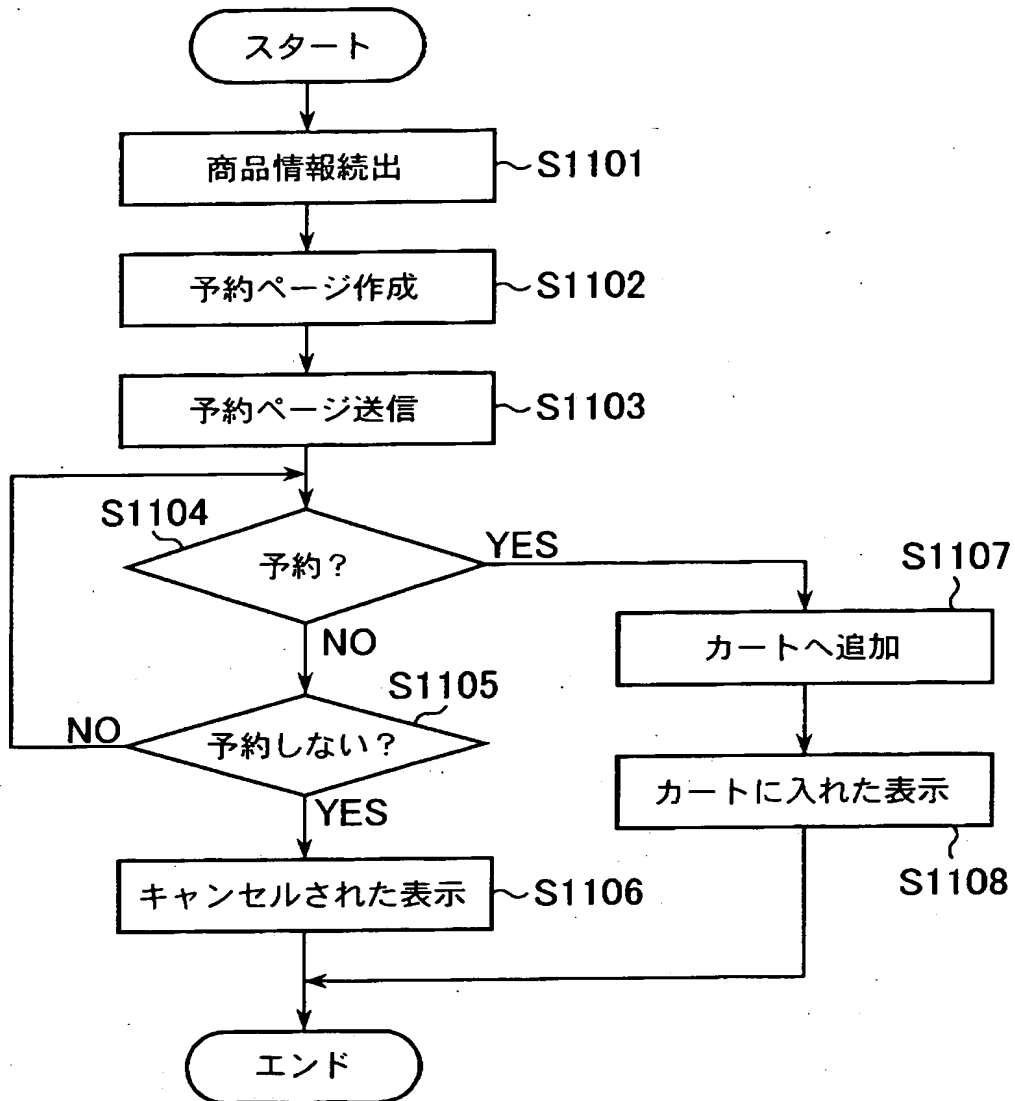 スタート
商品情報続出
S1101
予約ページ作成
S1102
予約ページ送信
S1103
S1104
予約？
YES
NO
S1105
予約しない？
NO
YES
キャンセルされた表示
S1106
S1107
カートへ追加
カートに入れた表示
S1108
エンド